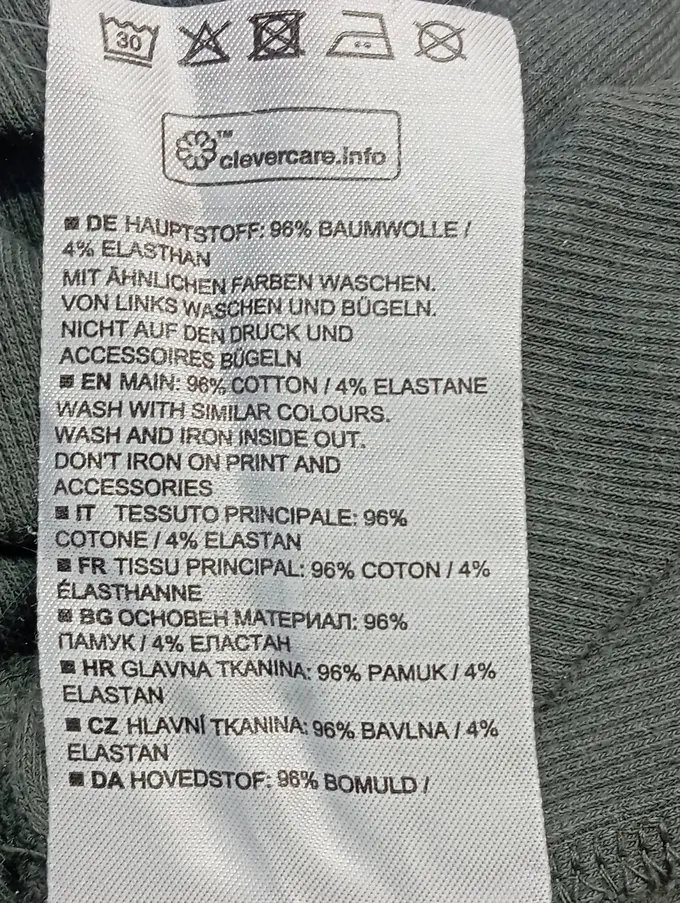 30
™
clevercare.info
DE HAUPTSTOFF: 96% BAUMWOLLE /
4% ELASTHAN
MIT ÄHNLICHEN FARBEN WASCHEN.
VON LINKS WASCHEN UND BÜGELN.
NICHT AUF DEN DRUCK UND
ACCESSOIRES BÜGELN
EN MAIN: 96% COTTON / 4% ELASTANE
WASH WITH SIMILAR COLOURS.
WASH AND IRON INSIDE OUT.
DON'T IRON ON PRINT AND
ACCESSORIES
IT TESSUTO PRINCIPALE: 96%
COTONE / 4% ELASTAN
FR TISSU PRINCIPAL: 96% COTON / 4%
ÉLASTHANNE
BG ОСНОВЕН МАТЕРИАЛ: 96%
ПАМУК / 4% ЕЛАСТАН
HR GLAVNA TKANINA: 96% PAMUK / 4%
ELASTAN
CZ HLAVNÍ TKANINA: 96% BAVLNA / 4%
ELASTAN
DA HOVEDSTOF: 96% BOMULD /